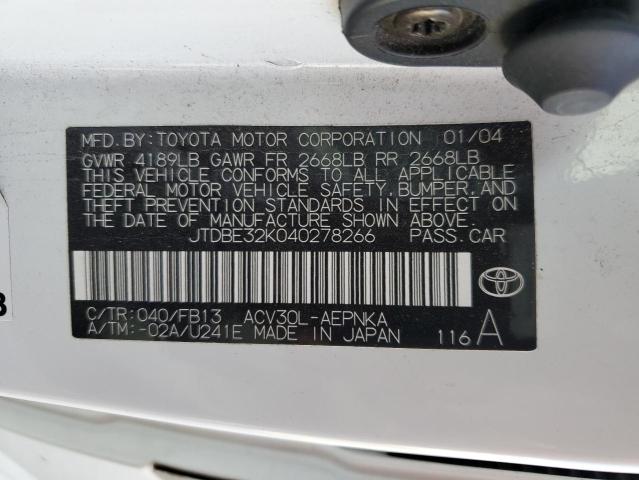 MFD. BY: TOYOTA MOTOR CORPORATION 01/04
GVWR 4189LB GAWR FR 2668LB RR 2668LB
THIS VEHICLE CONFORMS TO ALL APPLICABLE
FEDERAL MOTOR VEHICLE SAFETY, BUMPER, AND
THEFT PREVENTION STANDARDS IN EFFECT ON
THE DATE OF MANUFACTURE SHOWN ABOVE.
JTDBE32K040278266 PASS. CAR
C/TR: 040/FB13 ACV30L-AEPNKA
A/TM: -02A/U241E MADE IN JAPAN 116 A